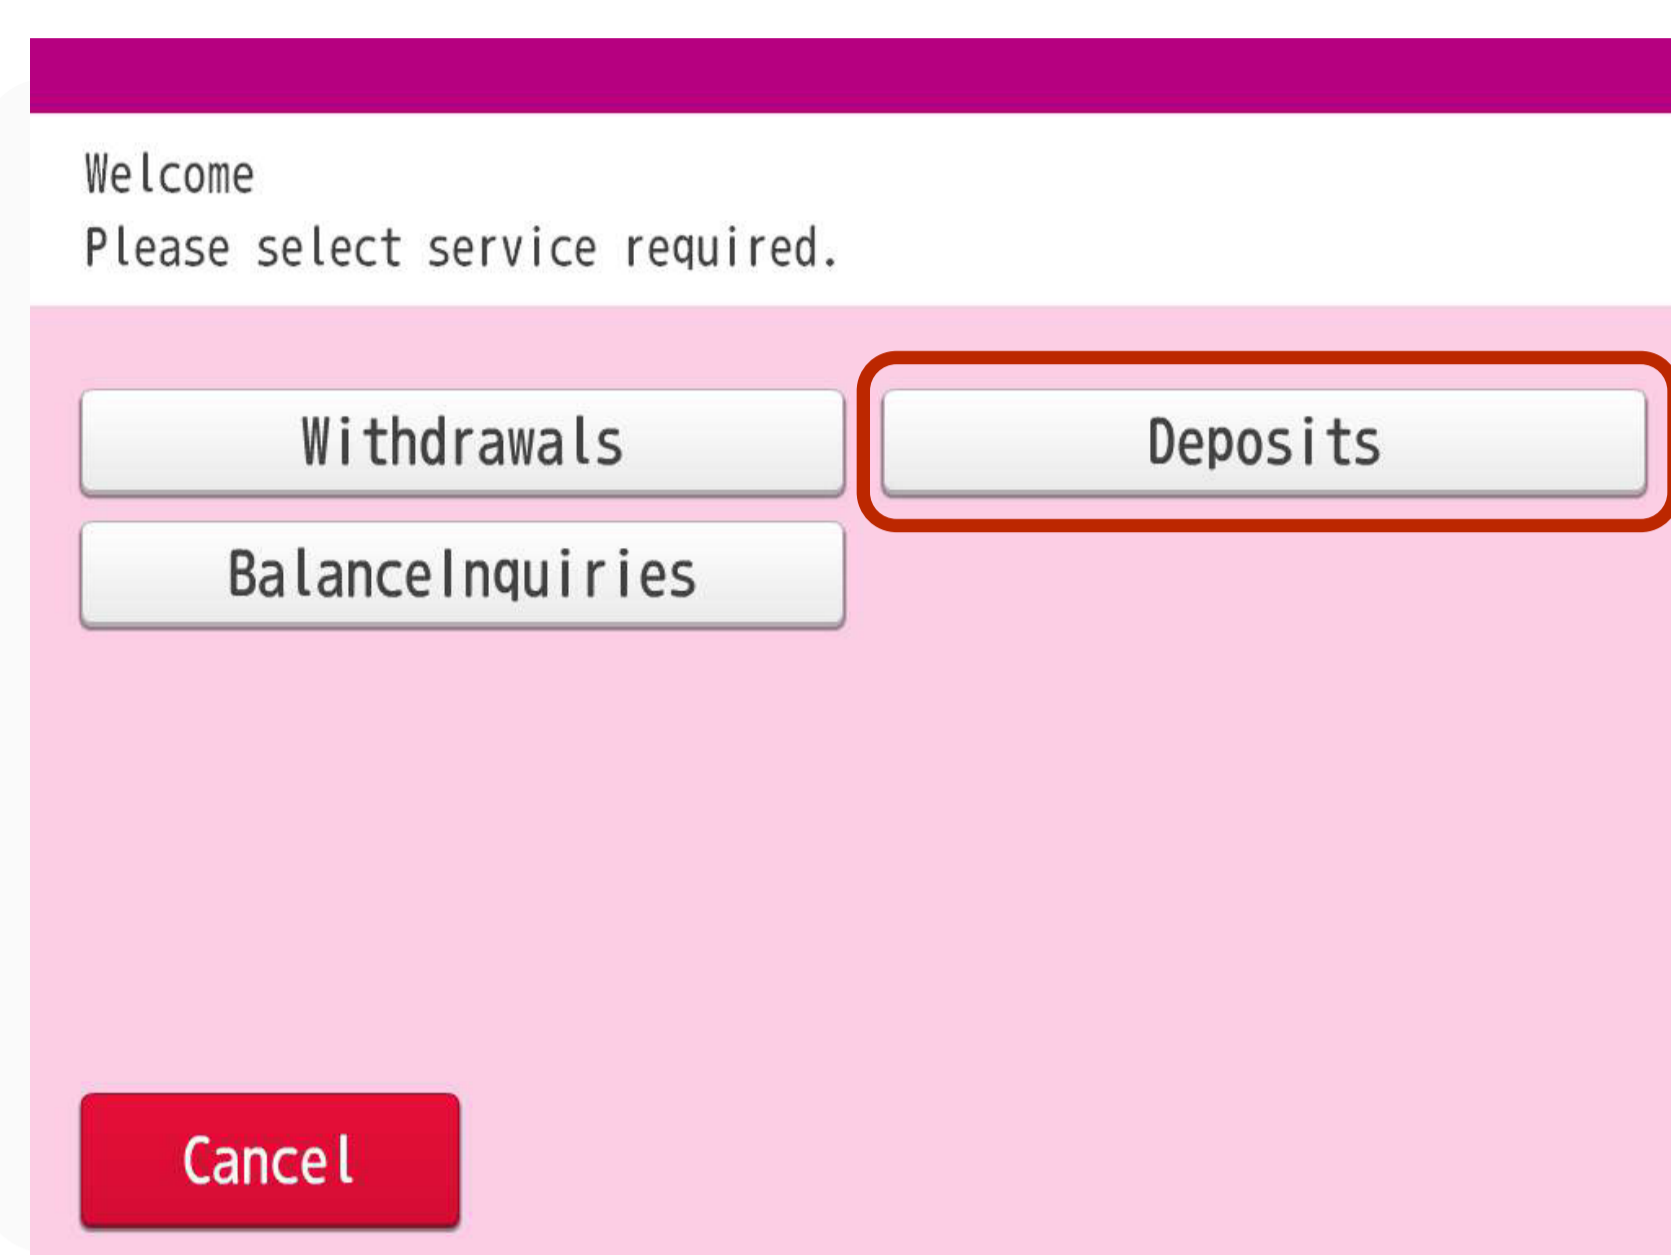 Welcome
Please select service required.
Withdrawals
Deposits
BalanceInquiries
Cancel